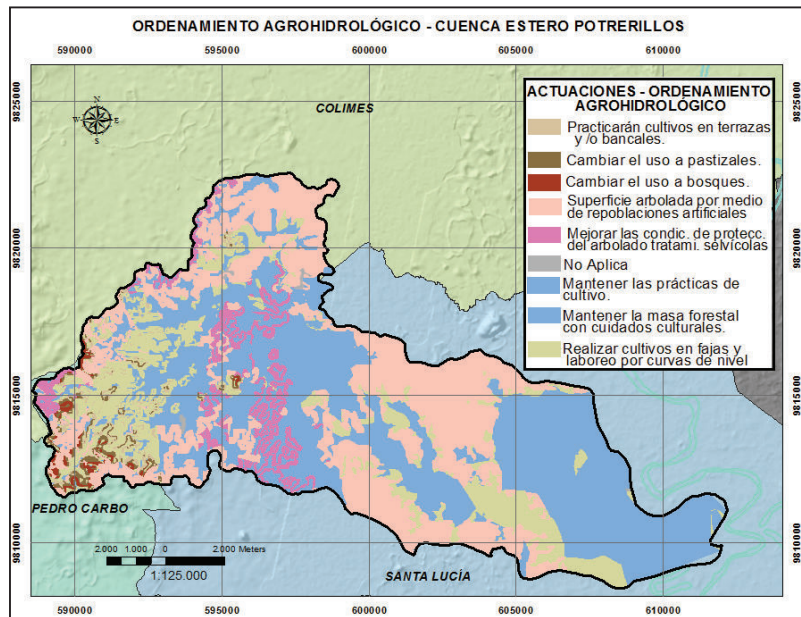 ORDENAMIENTO AGROHIDROLÓGICO - CUENCA ESTERO POTRERILLOS
590000 595000 600000 605000 610000
9825000
9825000
ACTUACIONES - ORDENAMIENTO
AGROHIDROLÓGICO
Practicarán cultivos en terrazas
y /o bancales.
Cambiar el uso a pastizales.
Cambiar el uso a bosques.
Superficie arbolada por medio
de repoblaciones artificiales
Mejorar las condic. de protecc.
del arbolado tratami. selvícolas
No Aplica
Mantener las prácticas de
cultivo.
Mantener la masa forestal
con cuidados culturales.
Realizar cultivos en fajas y
laboreo por curvas de nivel
N
W E
S
COLIMES
9820000
9820000
9815000
9815000
PEDRO CARBO
9810000
9810000
2.000 1.000 0 2.000 Meters
1:125.000
SANTA LUCÍA
590000 595000 600000 605000 610000